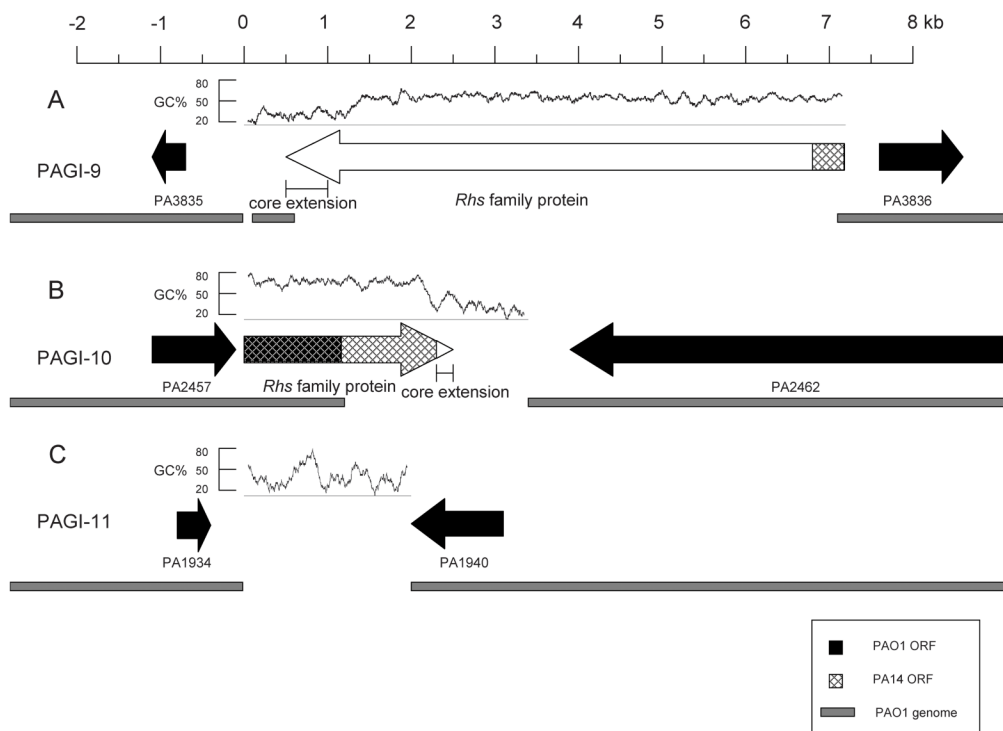 -2 -1 0 1 2 3 4 5 6 7 8 kb
A
GC%
80
50
20
PAGI-9
PA3835
core extension
Rhs family protein
PA3836
B
GC%
80
50
20
PAGI-10
PA2457
Rhs family protein
core extension
PA2462
C
GC%
80
50
20
PAGI-11
PA1934
PA1940
PAO1 ORF
PA14 ORF
PAO1 genome